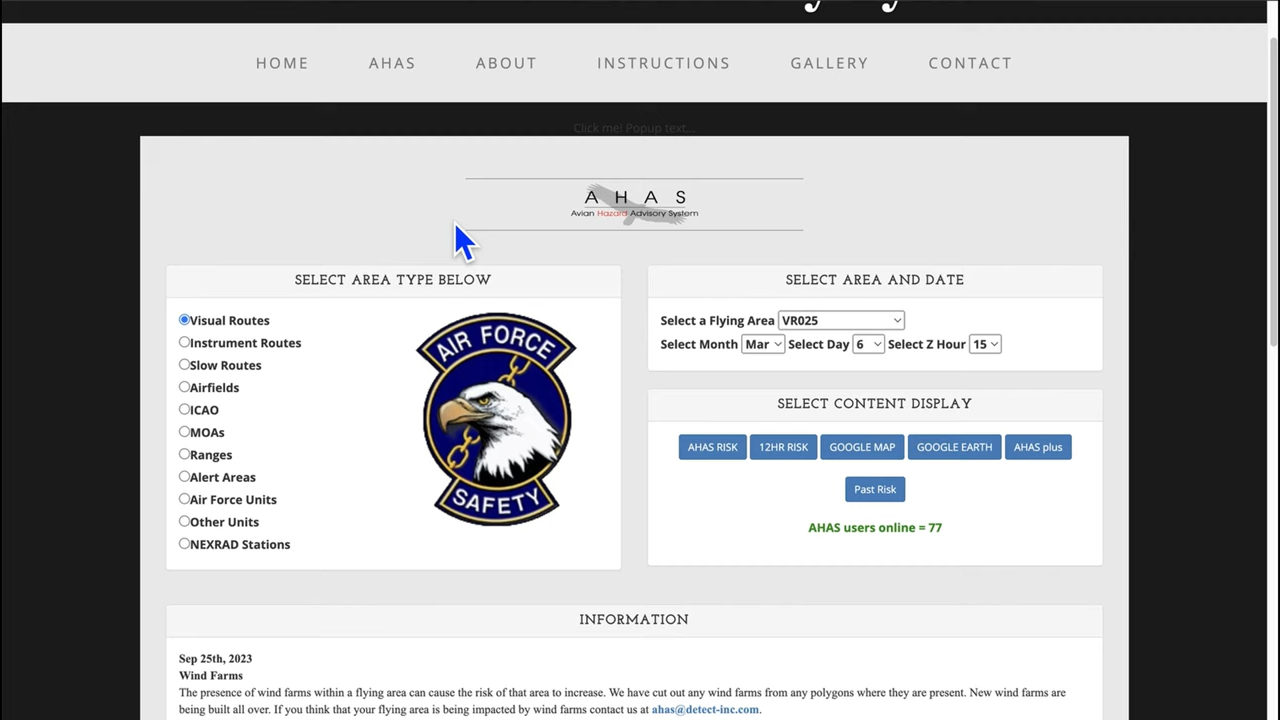 HOME AHAS ABOUT INSTRUCTIONS GALLERY CONTACT
Click me! Popup text...
A H A S
Avian Hazard Advisory System
SELECT AREA TYPE BELOW
Visual Routes
Instrument Routes
Slow Routes
Airfields
ICAO
MOAs
Ranges
Alert Areas
Air Force Units
Other Units
NEXRAD Stations
AIR FORCE
SAFETY
SELECT AREA AND DATE
Select a Flying Area VR025
Select Month Mar Select Day 6 Select Z Hour 15
SELECT CONTENT DISPLAY
AHAS RISK 12HR RISK GOOGLE MAP GOOGLE EARTH AHAS plus
Past Risk
AHAS users online = 77
INFORMATION
Sep 25th, 2023
Wind Farms
The presence of wind farms within a flying area can cause the risk of that area to increase. We have cut out any wind farms from any polygons where they are present. New wind farms are
being built all over. If you think that your flying area is being impacted by wind farms contact us at ahas@detect-inc.com.